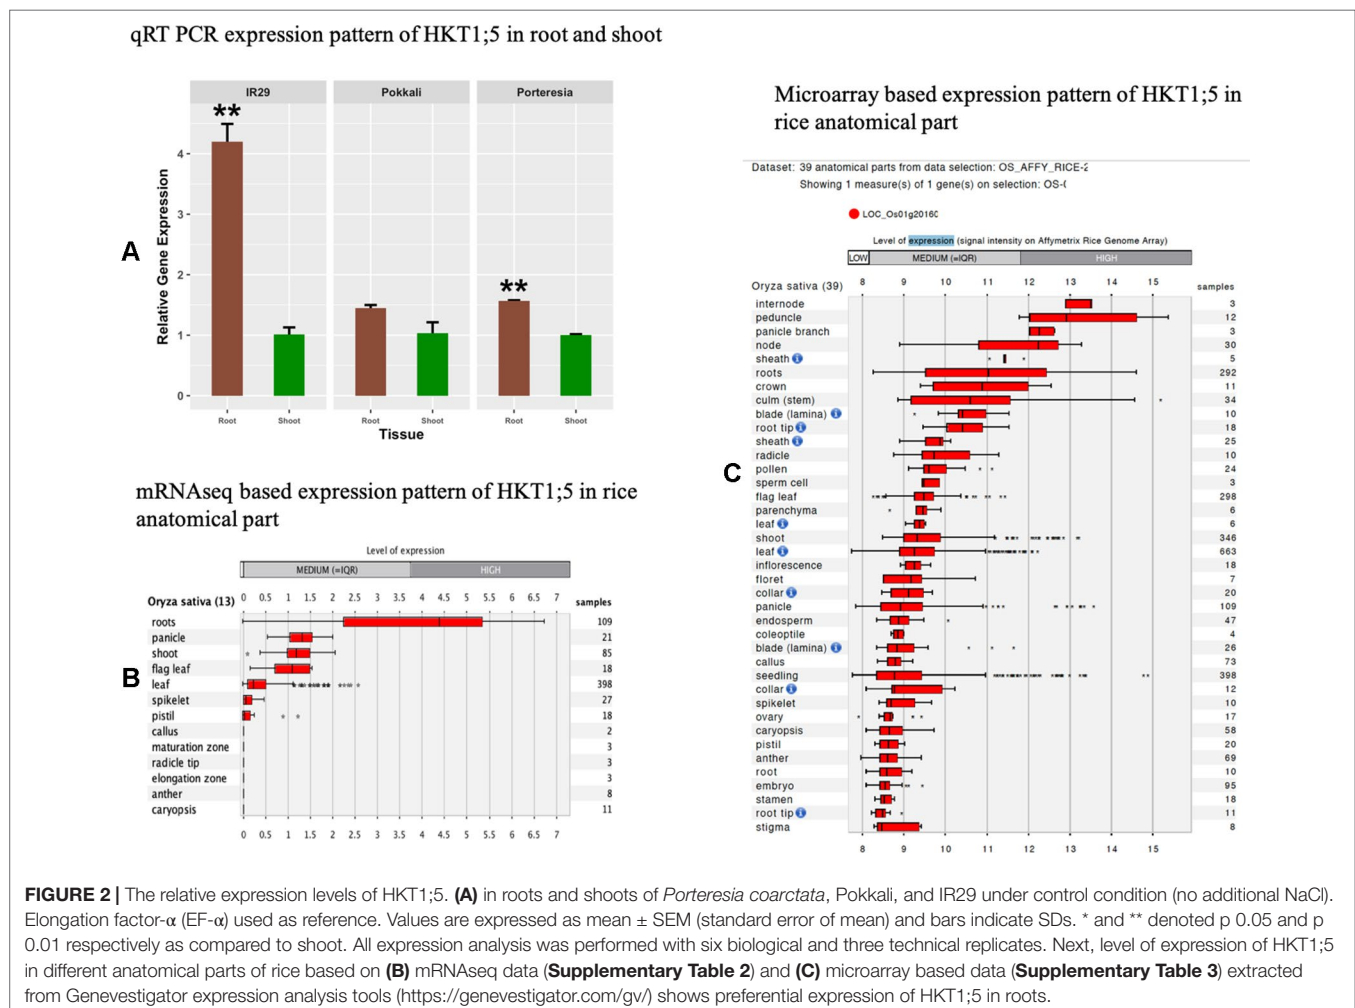 qRT PCR expression pattern of HKT1;5 in root and shoot
IR29 Pokkali Porteresia
** **
Relative Gene Expression
4
3
2
1
0
Root Shoot Root Shoot Root Shoot
Tissue
A
mRNAseq based expression pattern of HKT1;5 in rice
anatomical part
Level of expression
MEDIUM (=IQR) HIGH
Oryza sativa (13) 0 0.5 1 1.5 2 2.5 3 3.5 4 4.5 5 5.5 6 6.5 7 samples
roots 109
panicle 21
shoot 85
flag leaf 18
leaf 398
spikelet 27
pistil 18
callus 2
maturation zone 3
radicle tip 3
elongation zone 3
anther 8
caryopsis 11
0 0.5 1 1.5 2 2.5 3 3.5 4 4.5 5 5.5 6 6.5 7
B
Microarray based expression pattern of HKT1;5 in
rice anatomical part
Dataset: 39 anatomical parts from data selection: OS_AFFY_RICE-2
Showing 1 measure(s) of 1 gene(s) on selection: OS-(
LOC_Os01g2016
Level of expression (signal intensity on Affymetrix Rice Genome Array)
LOW MEDIUM (=IQR) HIGH
Oryza sativa (39) 8 9 10 11 12 13 14 15 samples
internode 3
peduncle 12
panicle branch 3
node 30
sheath i 5
roots 292
crown 11
culm (stem) 34
blade (lamina) i 10
root tip i 18
sheath i 25
radicle 10
pollen 24
sperm cell 3
flag leaf 298
parenchyma 6
leaf i 6
shoot 346
leaf i 663
inflorescence 18
floret 7
collar i 20
panicle 109
endosperm 47
coleoptile 4
blade (lamina) i 26
callus 73
seedling 398
collar i 12
spikelet 10
ovary 17
caryopsis 58
pistil 20
anther 69
root 10
embryo 95
stamen 18
root tip i 11
stigma 8
8 9 10 11 12 13 14 15
C
FIGURE 2 | The relative expression levels of HKT1;5. (A) in roots and shoots of Porteresia coarctata, Pokkali, and IR29 under control condition (no additional NaCl).
Elongation factor-α (EF-α) used as reference. Values are expressed as mean ± SEM (standard error of mean) and bars indicate SDs. * and ** denoted p 0.05 and p
0.01 respectively as compared to shoot. All expression analysis was performed with six biological and three technical replicates. Next, level of expression of HKT1;5
in different anatomical parts of rice based on (B) mRNAseq data (Supplementary Table 2) and (C) microarray based data (Supplementary Table 3) extracted
from Genevestigator expression analysis tools (https://genevestigator.com/gv/) shows preferential expression of HKT1;5 in roots.